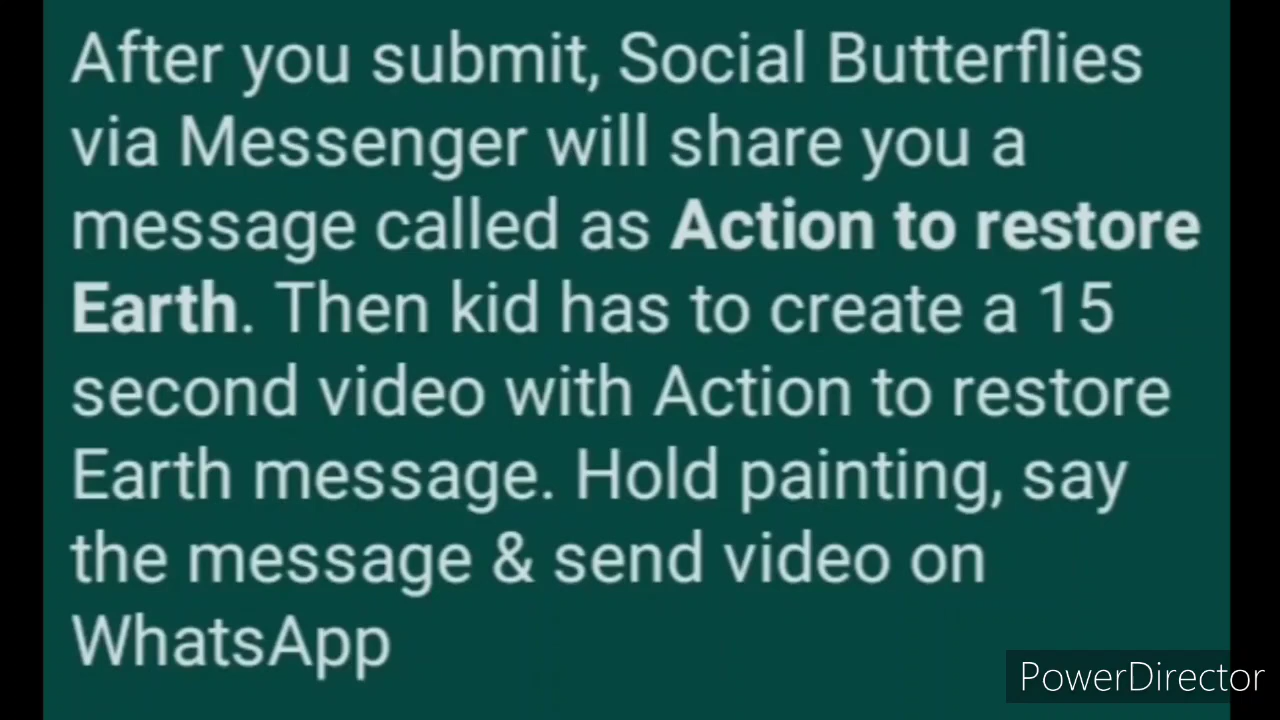 After you submit, Social Butterflies
via Messenger will share you a
message called as Action to restore
Earth. Then kid has to create a 15
second video with Action to restore
Earth message. Hold painting, say
the message & send video on
WhatsApp
PowerDirector